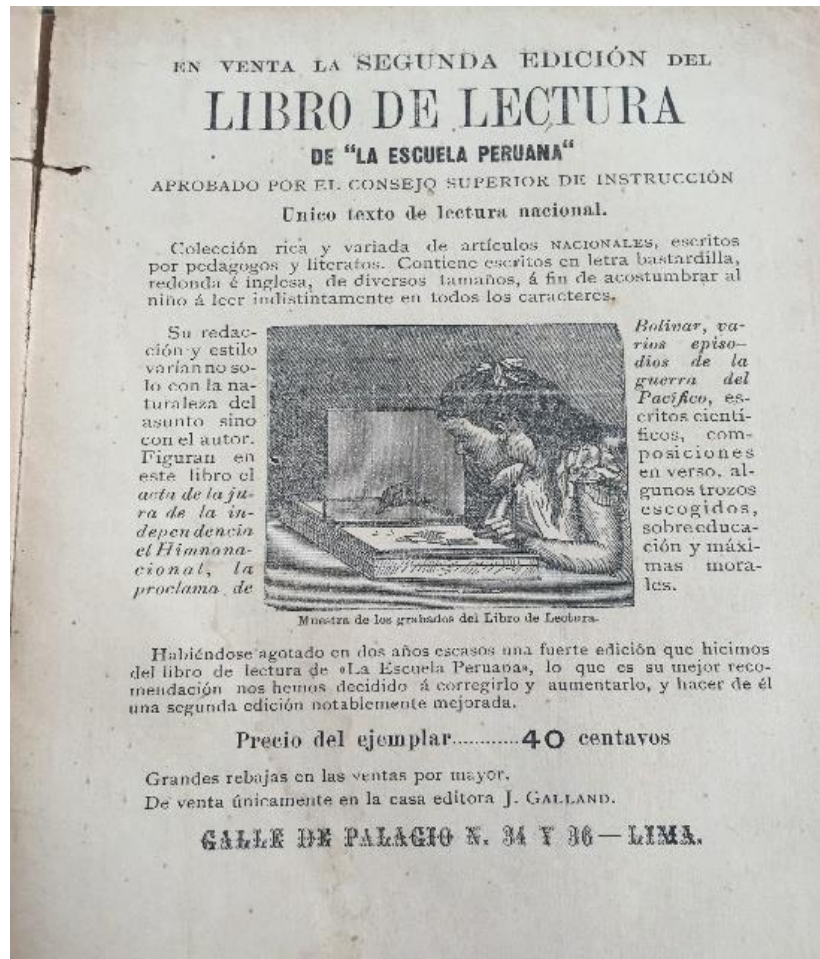 EN VENTA LA SEGUNDA EDICIÓN DEL
LIBRO DE LECTURA
DE "LA ESCUELA PERUANA"
APROBADO POR EL CONSEJO SUPERIOR DE INSTRUCCIÓN
Unico texto de lectura nacional.
Colección rica y variada de artículos NACIONALES, escritos
por pedagogos y literatos. Contiene escritos en letra bastardilla,
redonda é inglesa, de diversos tamaños, á fin de acostumbrar al
niño á leer indistintamente en todos los caracteres.
Su redac-
ción y estilo
varían no so-
lo con la na-
turaleza del
asunto sino
con el autor.
Figuran en
este libro el
acta de la ju-
ra de la in-
dependencia
el Himno na-
cional, la
proclama de
Bolivar, va-
rios episo-
dios de la
guerra del
Pacífico, es-
critos cientí-
ficos, com-
posiciones
en verso, al-
gunos trozos
escogidos,
sobre educa-
ción y máxi-
mas mora-
les.
Muestra de los grabados del Libro de Lectura.
Habiéndose agotado en dos años escasos una fuerte edición que hicimos
del libro de lectura de «La Escuela Peruana», lo que es su mejor reco-
mendación nos hemos decidido á corregirlo y aumentarlo, y hacer de él
una segunda edición notablemente mejorada.
Precio del ejemplar............40 centavos
Grandes rebajas en las ventas por mayor.
De venta únicamente en la casa editora J. GALLAND.
CALLE DE PALACIO N. 34 Y 36—LIMA.